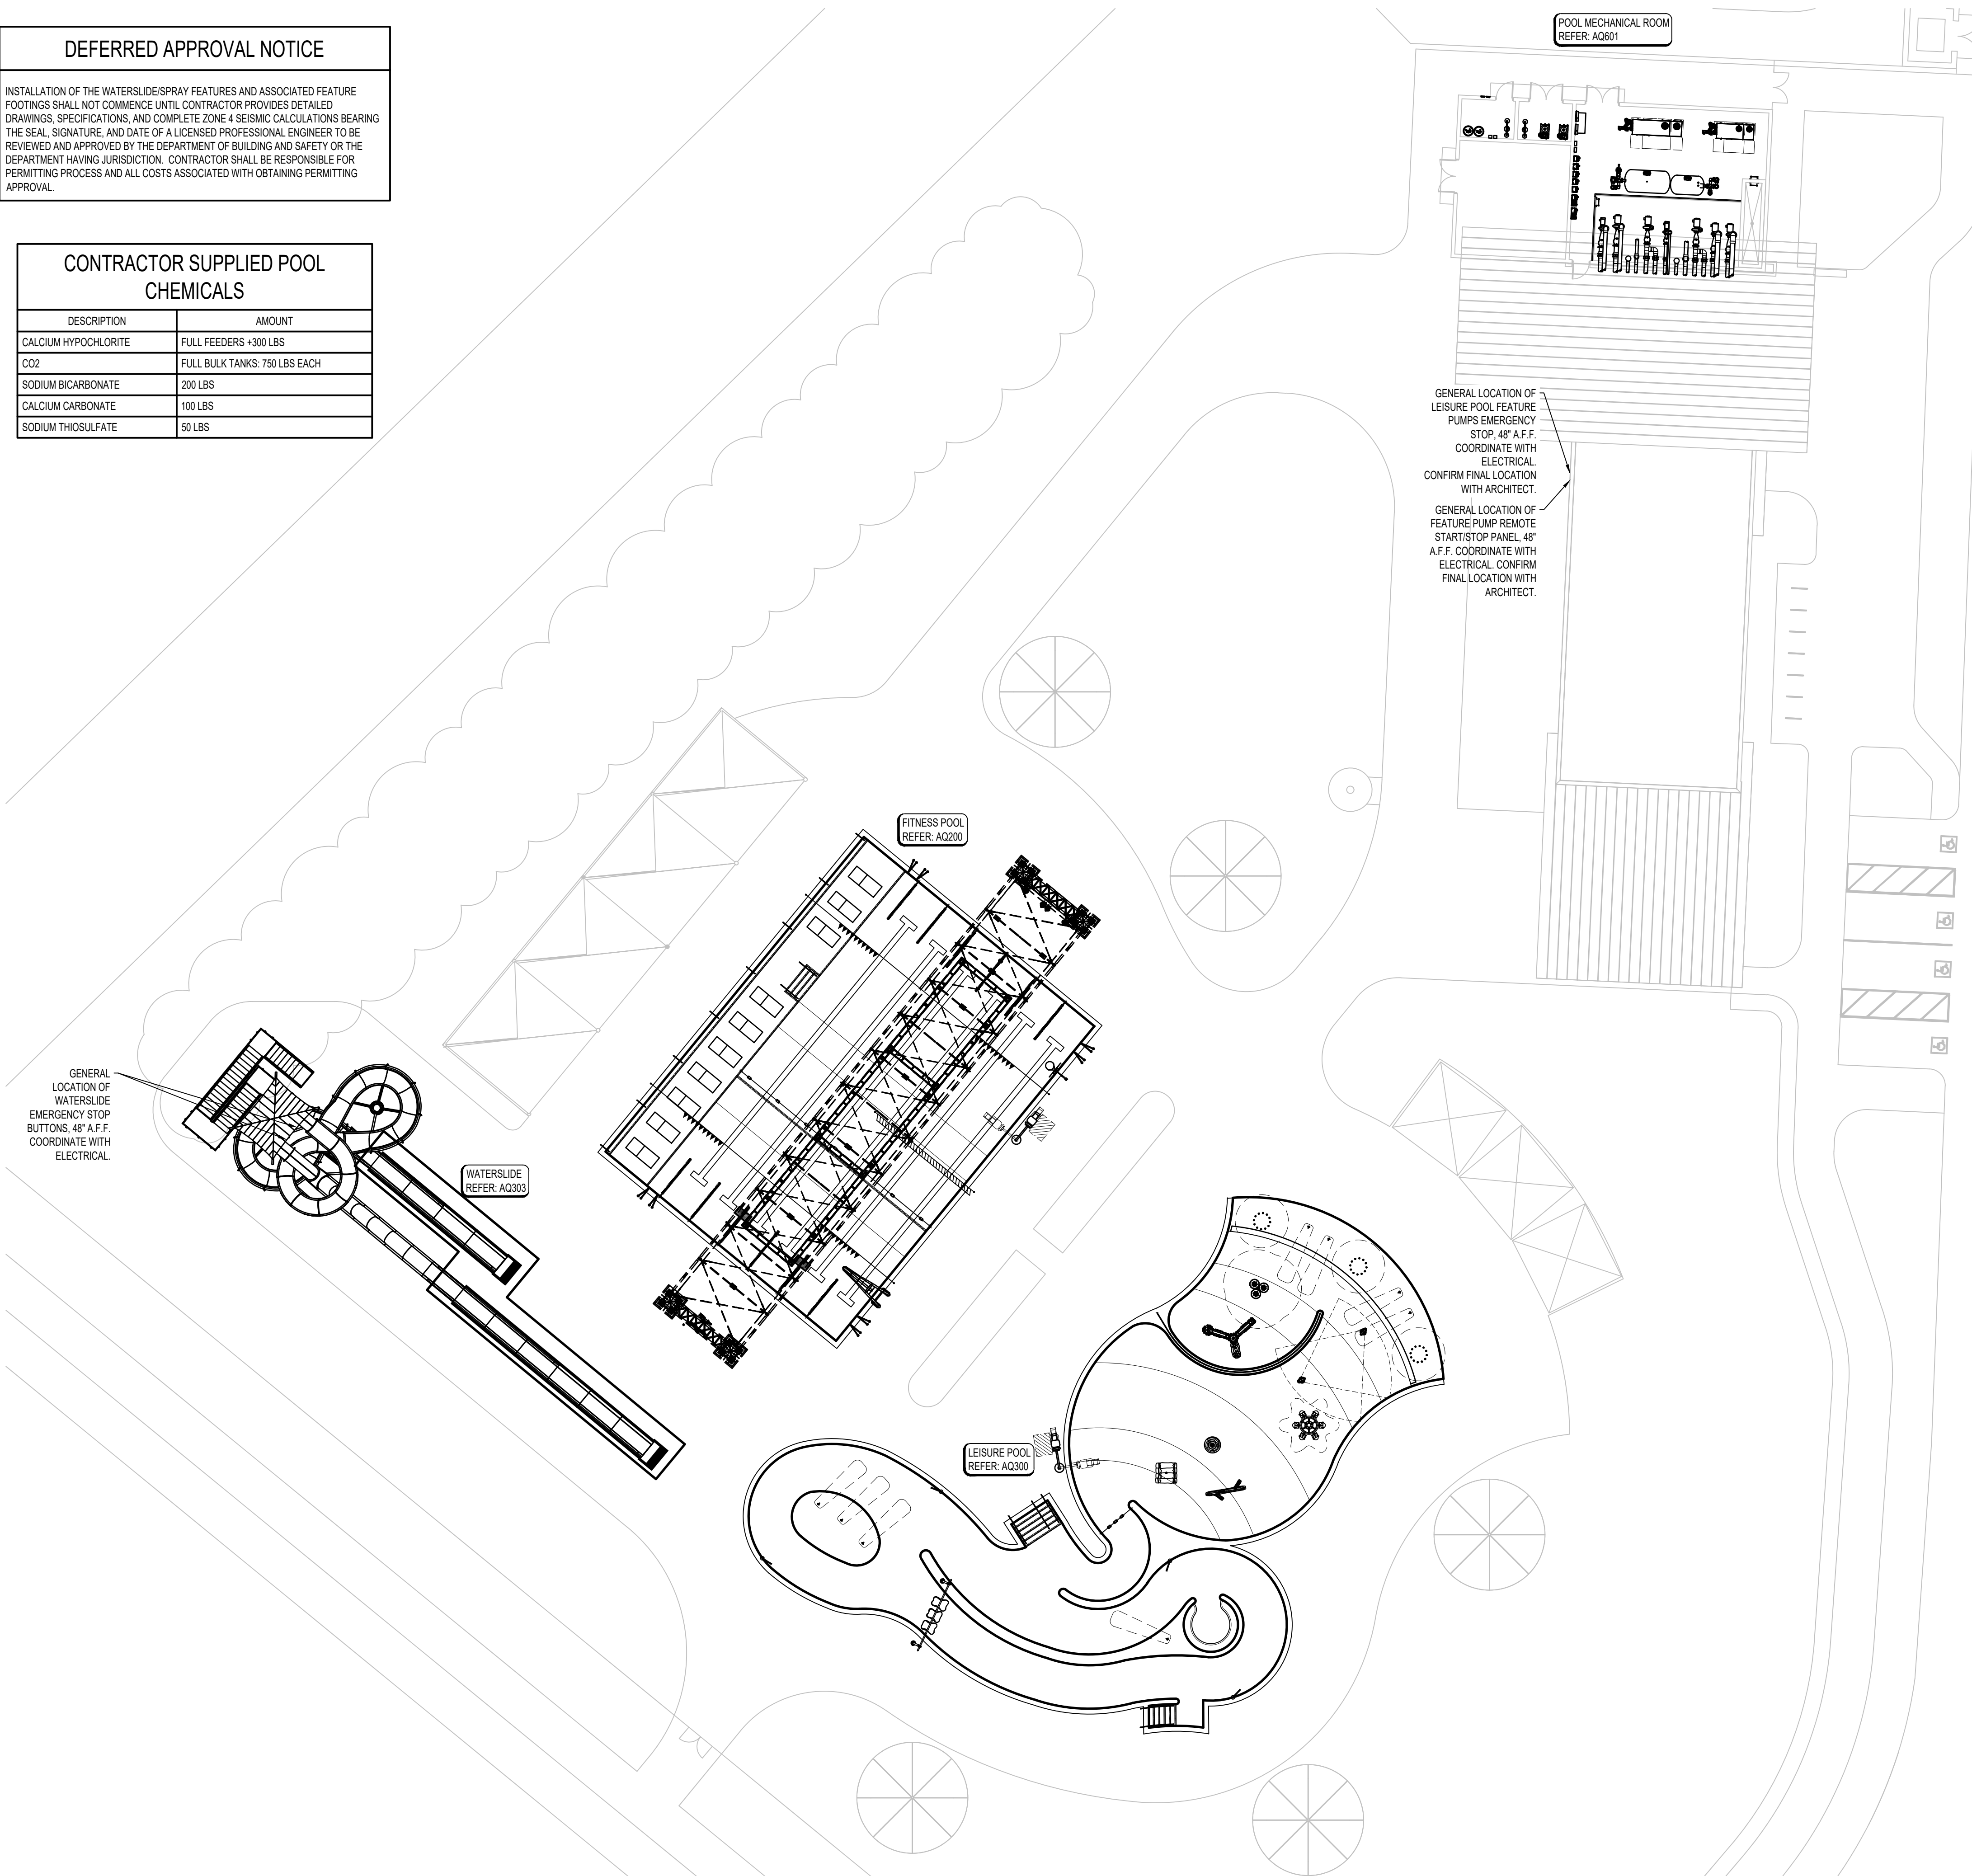 DEFERRED APPROVAL NOTICE
INSTALLATION OF THE WATERSLIDE/SPRAY FEATURES AND ASSOCIATED FEATURE
FOOTINGS SHALL NOT COMMENCE UNTIL CONTRACTOR PROVIDES DETAILED
DRAWINGS, SPECIFICATIONS, AND COMPLETE ZONE 4 SEISMIC CALCULATIONS BEARING
THE SEAL, SIGNATURE, AND DATE OF A LICENSED PROFESSIONAL ENGINEER TO BE
REVIEWED AND APPROVED BY THE DEPARTMENT OF BUILDING AND SAFETY OR THE
DEPARTMENT HAVING JURISDICTION. CONTRACTOR SHALL BE RESPONSIBLE FOR
PERMITTING PROCESS AND ALL COSTS ASSOCIATED WITH OBTAINING PERMITTING
APPROVAL.
CONTRACTOR SUPPLIED POOL
CHEMICALS
DESCRIPTION AMOUNT
CALCIUM HYPOCHLORITE FULL FEEDERS +300 LBS
CO2 FULL BULK TANKS: 750 LBS EACH
SODIUM BICARBONATE 200 LBS
CALCIUM CARBONATE 100 LBS
SODIUM THIOSULFATE 50 LBS
POOL MECHANICAL ROOM
REFER: AQ601
GENERAL LOCATION OF
LEISURE POOL FEATURE
PUMPS EMERGENCY
STOP, 48" A.F.F.
COORDINATE WITH
ELECTRICAL.
CONFIRM FINAL LOCATION
WITH ARCHITECT.
GENERAL LOCATION OF
FEATURE PUMP REMOTE
START/STOP PANEL, 48"
A.F.F. COORDINATE WITH
ELECTRICAL. CONFIRM
FINAL LOCATION WITH
ARCHITECT.
FITNESS POOL
REFER: AQ200
GENERAL
LOCATION OF
WATERSLIDE
EMERGENCY STOP
BUTTONS, 48" A.F.F.
COORDINATE WITH
ELECTRICAL.
WATERSLIDE
REFER: AQ303
LEISURE POOL
REFER: AQ300